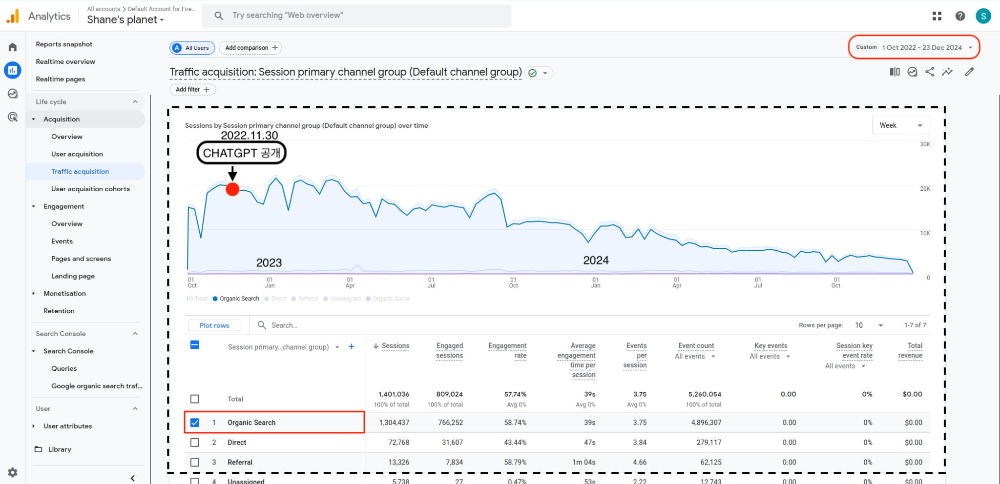 Analytics
All accounts > Default Account for Fire...
Shane's planet
Try searching "Web overview"
S
Reports snapshot
Realtime overview
Realtime pages
Life cycle
Acquisition
Overview
User acquisition
Traffic acquisition
User acquisition cohorts
Engagement
Overview
Events
Pages and screens
Landing page
Monetisation
Retention
Search Console
Search Console
Queries
Google organic search traf...
User
User attributes
Library
A All Users
Add comparison +
Custom 1 Oct 2022 - 23 Dec 2024
Traffic acquisition: Session primary channel group (Default channel group)
Add filter +
Sessions by Session primary channel group (Default channel group) over time
Week
2022.11.30
CHATGPT 공개
30K
20K
10K
0
2023
2024
01 Oct
01 Jan
01 Apr
01 Jul
01 Oct
01 Jan
01 Apr
01 Jul
01 Oct
Total Organic Search Direct Referral Unassigned Organic Social
Plot rows
Search...
Rows per page: 10 1-7 of 7
Session primary...channel group) +
Sessions
Engaged sessions
Engagement rate
Average engagement time per session
Events per session
Event count All events
Key events All events
Session key event rate All events
Total revenue
Total 1,401,036 809,024 57.74% 39s 3.75 5,260,054 0.00 0% $0.00
100% of total 100% of total Avg 0% Avg 0% Avg 0% 100% of total
1 Organic Search 1,304,437 766,252 58.74% 39s 3.75 4,896,307 0.00 0% $0.00
2 Direct 72,768 31,607 43.44% 47s 3.84 279,117 0.00 0% $0.00
3 Referral 13,326 7,834 58.79% 1m 04s 4.66 62,125 0.00 0% $0.00
4 Unassigned 5,738 27 0.47% 53s 2.22 12,743 0.00 0% $0.00